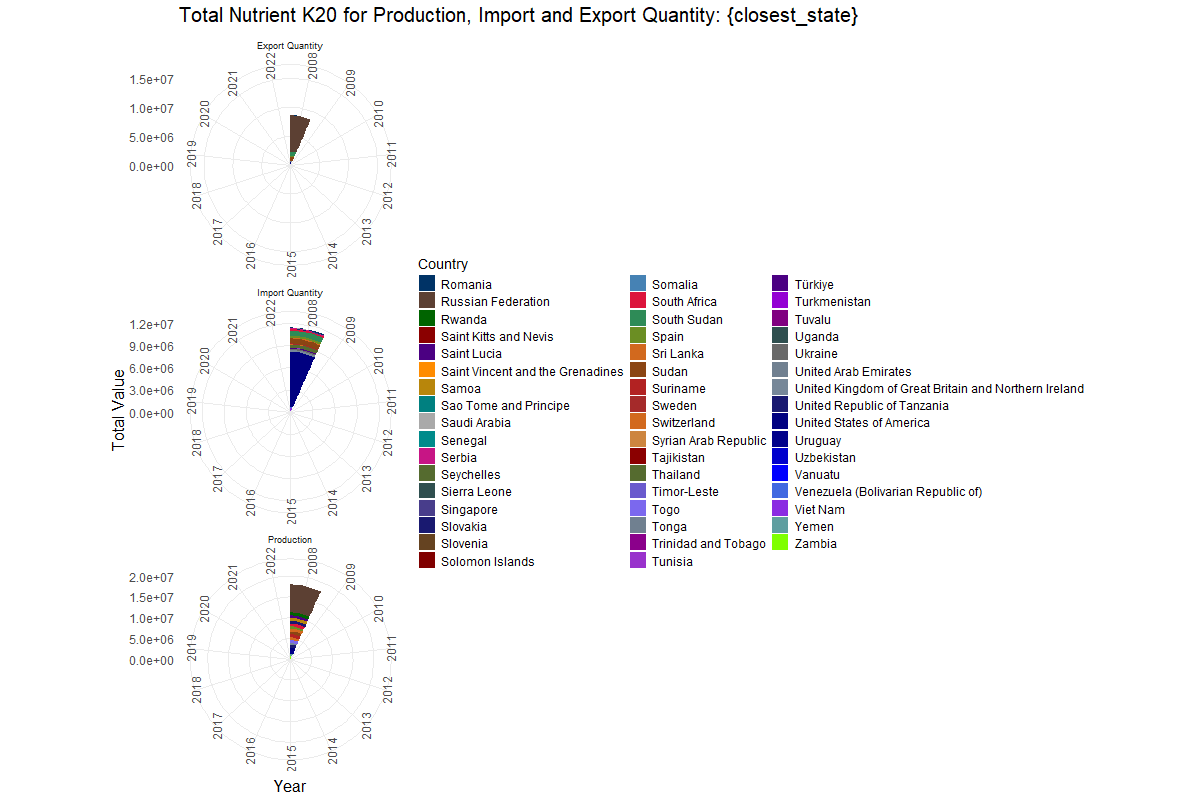 Total Nutrient K20 for Production, Import and Export Quantity: {closest_state}
Export Quantity
2008
2009
2010
2011
2012
2013
2014
2015
2016
2017
2018
2019
2020
2021
2022
1.5e+07
1.0e+07
5.0e+06
0.0e+00
Import Quantity
2008
2009
2010
2011
2012
2013
2014
2015
2016
2017
2018
2019
2020
2021
2022
1.2e+07
9.0e+06
6.0e+06
3.0e+06
0.0e+00
Production
2008
2009
2010
2011
2012
2013
2014
2015
2016
2017
2018
2019
2020
2021
2022
2.0e+07
1.5e+07
1.0e+07
5.0e+06
0.0e+00
Total Value
Year
Country
Romania
Russian Federation
Rwanda
Saint Kitts and Nevis
Saint Lucia
Saint Vincent and the Grenadines
Samoa
Sao Tome and Principe
Saudi Arabia
Senegal
Serbia
Seychelles
Sierra Leone
Singapore
Slovakia
Slovenia
Solomon Islands
Somalia
South Africa
South Sudan
Spain
Sri Lanka
Sudan
Suriname
Sweden
Switzerland
Syrian Arab Republic
Tajikistan
Thailand
Timor-Leste
Togo
Tonga
Trinidad and Tobago
Tunisia
Türkiye
Turkmenistan
Tuvalu
Uganda
Ukraine
United Arab Emirates
United Kingdom of Great Britain and Northern Ireland
United Republic of Tanzania
United States of America
Uruguay
Uzbekistan
Vanuatu
Venezuela (Bolivarian Republic of)
Viet Nam
Yemen
Zambia